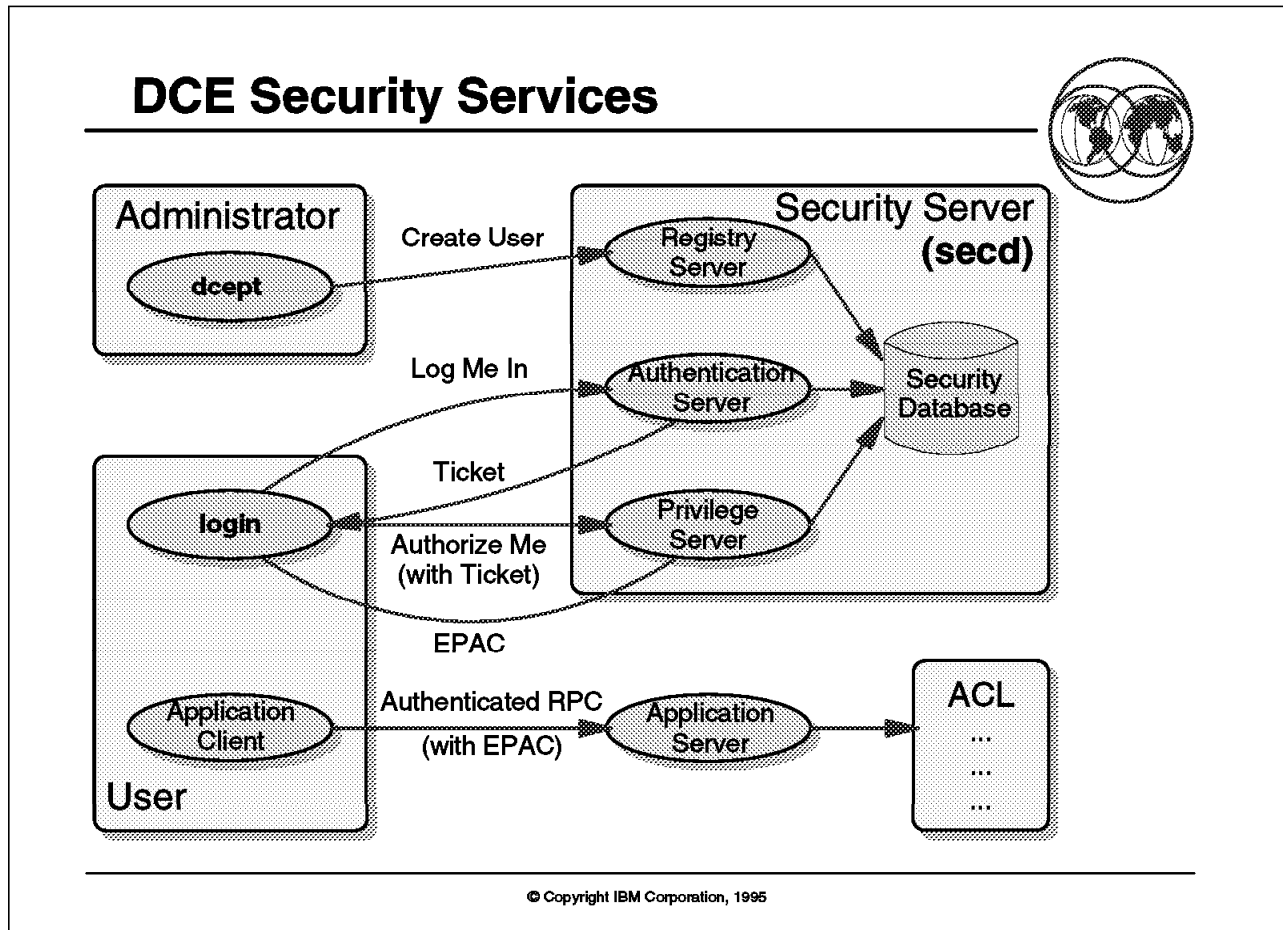 DCE Security Services
Administrator
dcept
Create User
Security Server
(secd)
Registry
Server
Log Me In
Authentication
Server
Security
Database
Ticket
login
Authorize Me
(with Ticket)
Privilege
Server
EPAC
Application
Client
User
Authenticated RPC
(with EPAC)
Application
Server
ACL
...
...
...
© Copyright IBM Corporation, 1995